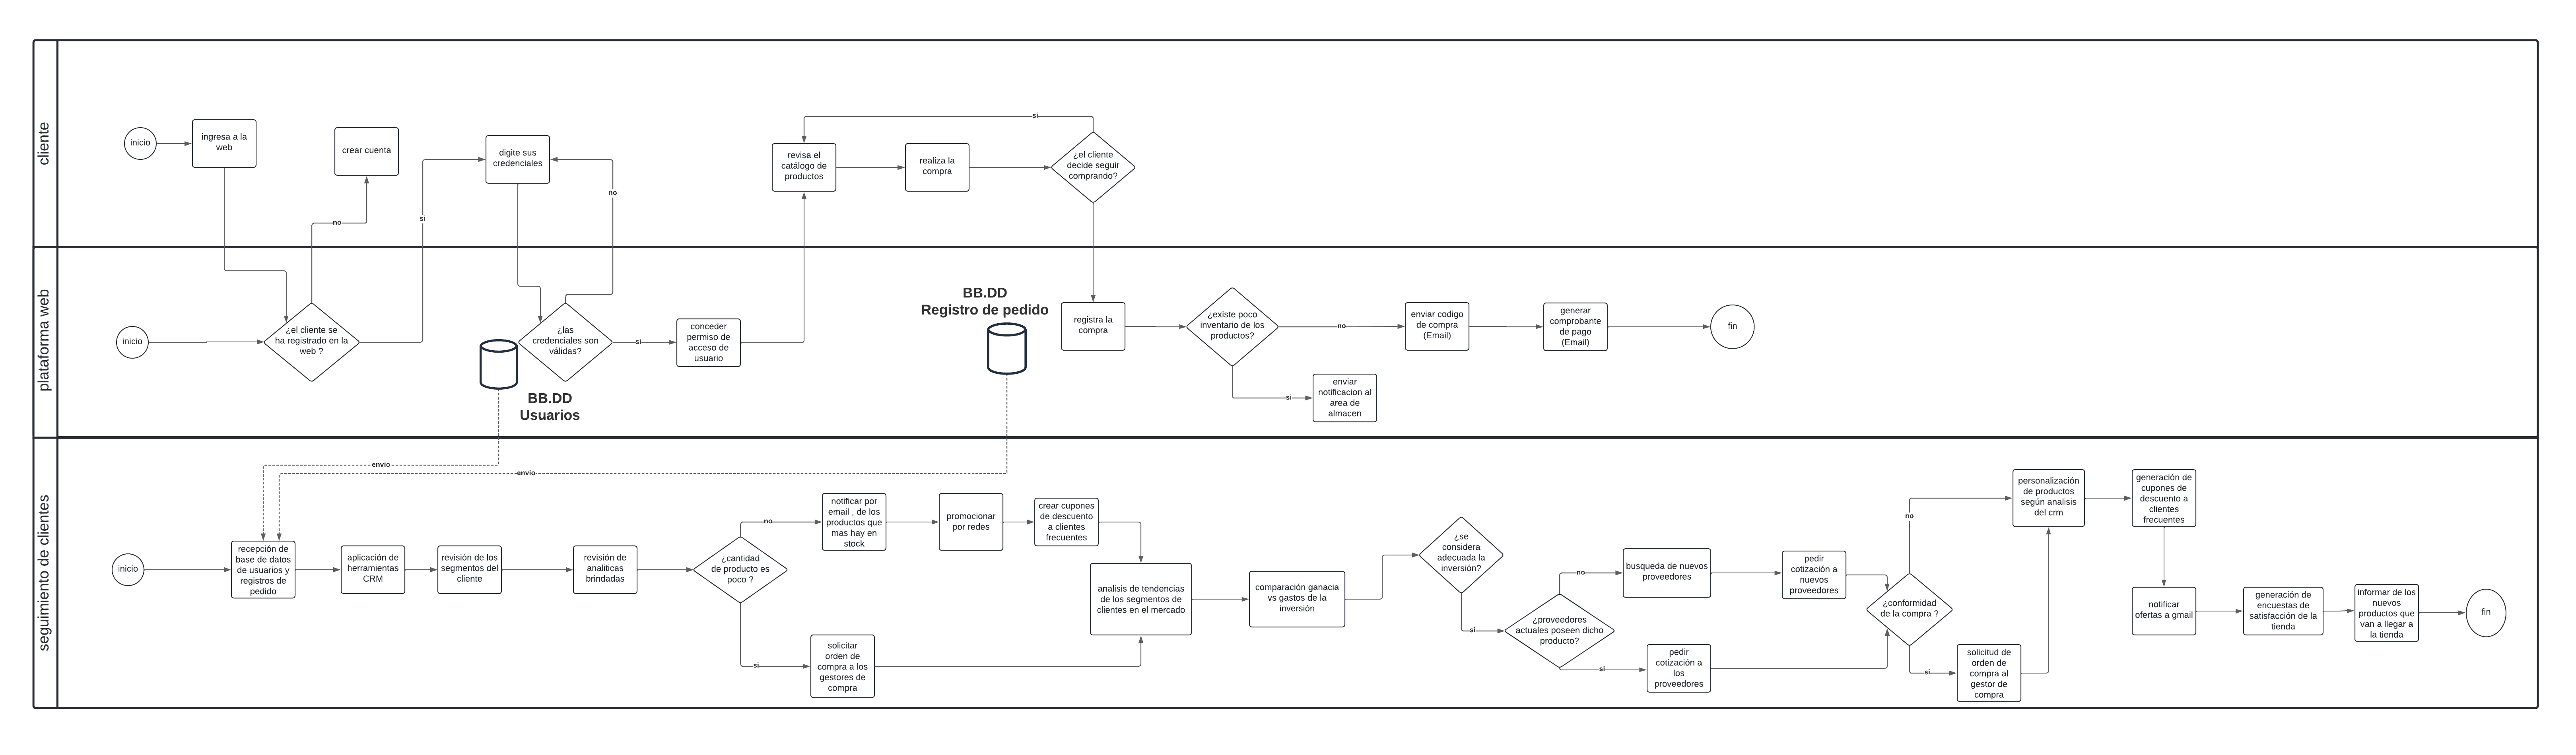 cliente
inicio
ingresa a la
web
crear cuenta
no
si
digite sus
credenciales
no
revisa el
catálogo de
productos
realiza la
compra
si
¿el cliente
decide seguir
comprando?
plataforma web
inicio
¿el cliente se
ha registrado en la
web ?
¿las
credenciales son
válidas?
BB.DD
Usuarios
si
conceder
permiso de
acceso de
usuario
BB.DD
Registro de pedido
registra la
compra
¿existe poco
inventario de los
productos?
no
si
enviar
notificacion al
area de
almacen
enviar codigo
de compra
(Email)
generar
comprobante
de pago
(Email)
fin
seguimiento de clientes
envio
envio
inicio
recepción de
base de datos
de usuarios y
registros de
pedido
aplicación de
herramientas
CRM
revisión de los
segmentos del
cliente
revisión de
analiticas
brindadas
¿cantidad
de producto es
poco ?
no
notificar por
email , de los
productos que
mas hay en
stock
promocionar
por redes
crear cupones
de descuento
a clientes
frecuentes
si
solicitar
orden de
compra a los
gestores de
compra
analisis de tendencias
de los segmentos de
clientes en el mercado
comparación ganacia
vs gastos de la
inversión
¿se
considera
adecuada la
inversión?
si
¿proveedores
actuales poseen dicho
producto?
no
busqueda de nuevos
proveedores
pedir
cotización a
nuevos
proveedores
si
pedir
cotización a
los
proveedores
¿conformidad
de la compra ?
no
si
solicitud de
orden de
compra al
gestor de
compra
personalización
de productos
según analisis
del crm
generación de
cupones de
descuento a
clientes
frecuentes
notificar
ofertas a gmail
generación de
encuestas de
satisfacción de la
tienda
informar de los
nuevos
productos que
van a llegar a
la tienda
fin